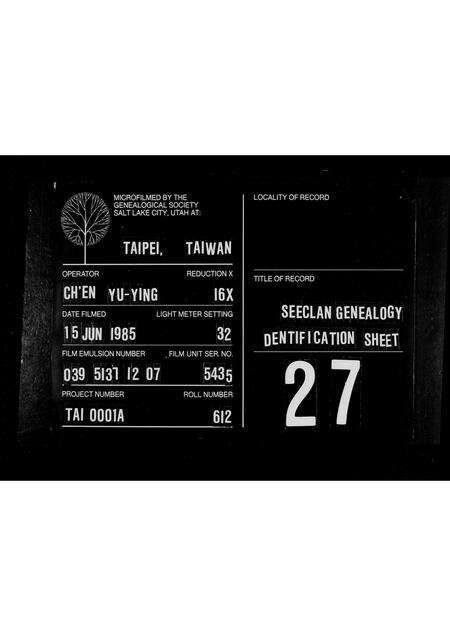 MICROFILMED BY THE
GENEALOGICAL SOCIETY
SALT LAKE CITY, UTAH AT:
TAIPEI, TAIWAN
OPERATOR REDUCTION X
CH'EN YU-YING 16X
DATE FILMED LIGHT METER SETTING
15 JUN 1985 32
FILM EMULSION NUMBER FILM UNIT SER. NO.
039 5137 12 07 5435
PROJECT NUMBER ROLL NUMBER
TAI 0001A 612
LOCALITY OF RECORD
TITLE OF RECORD
SEECLAN GENEALOGY
DENTIFICATION SHEET
27